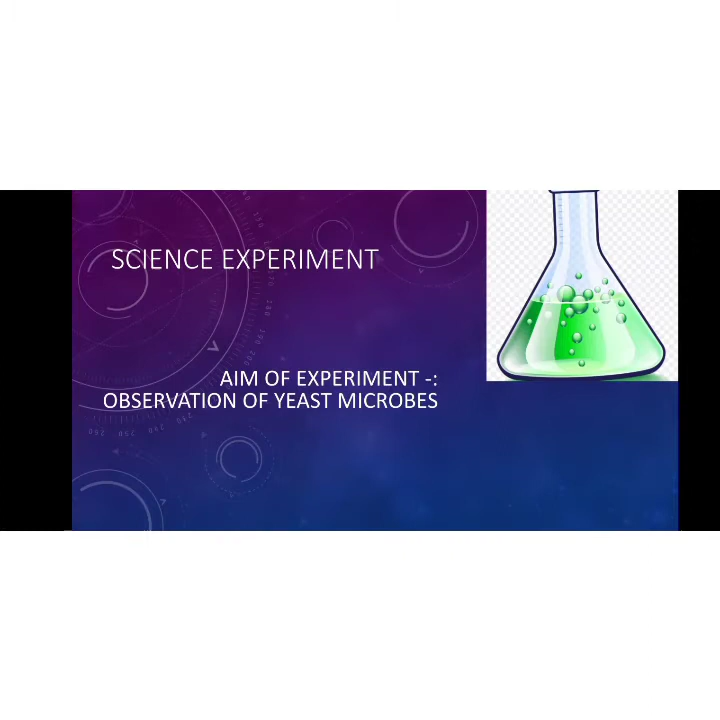 SCIENCE EXPERIMENT
AIM OF EXPERIMENT -:
OBSERVATION OF YEAST MICROBES